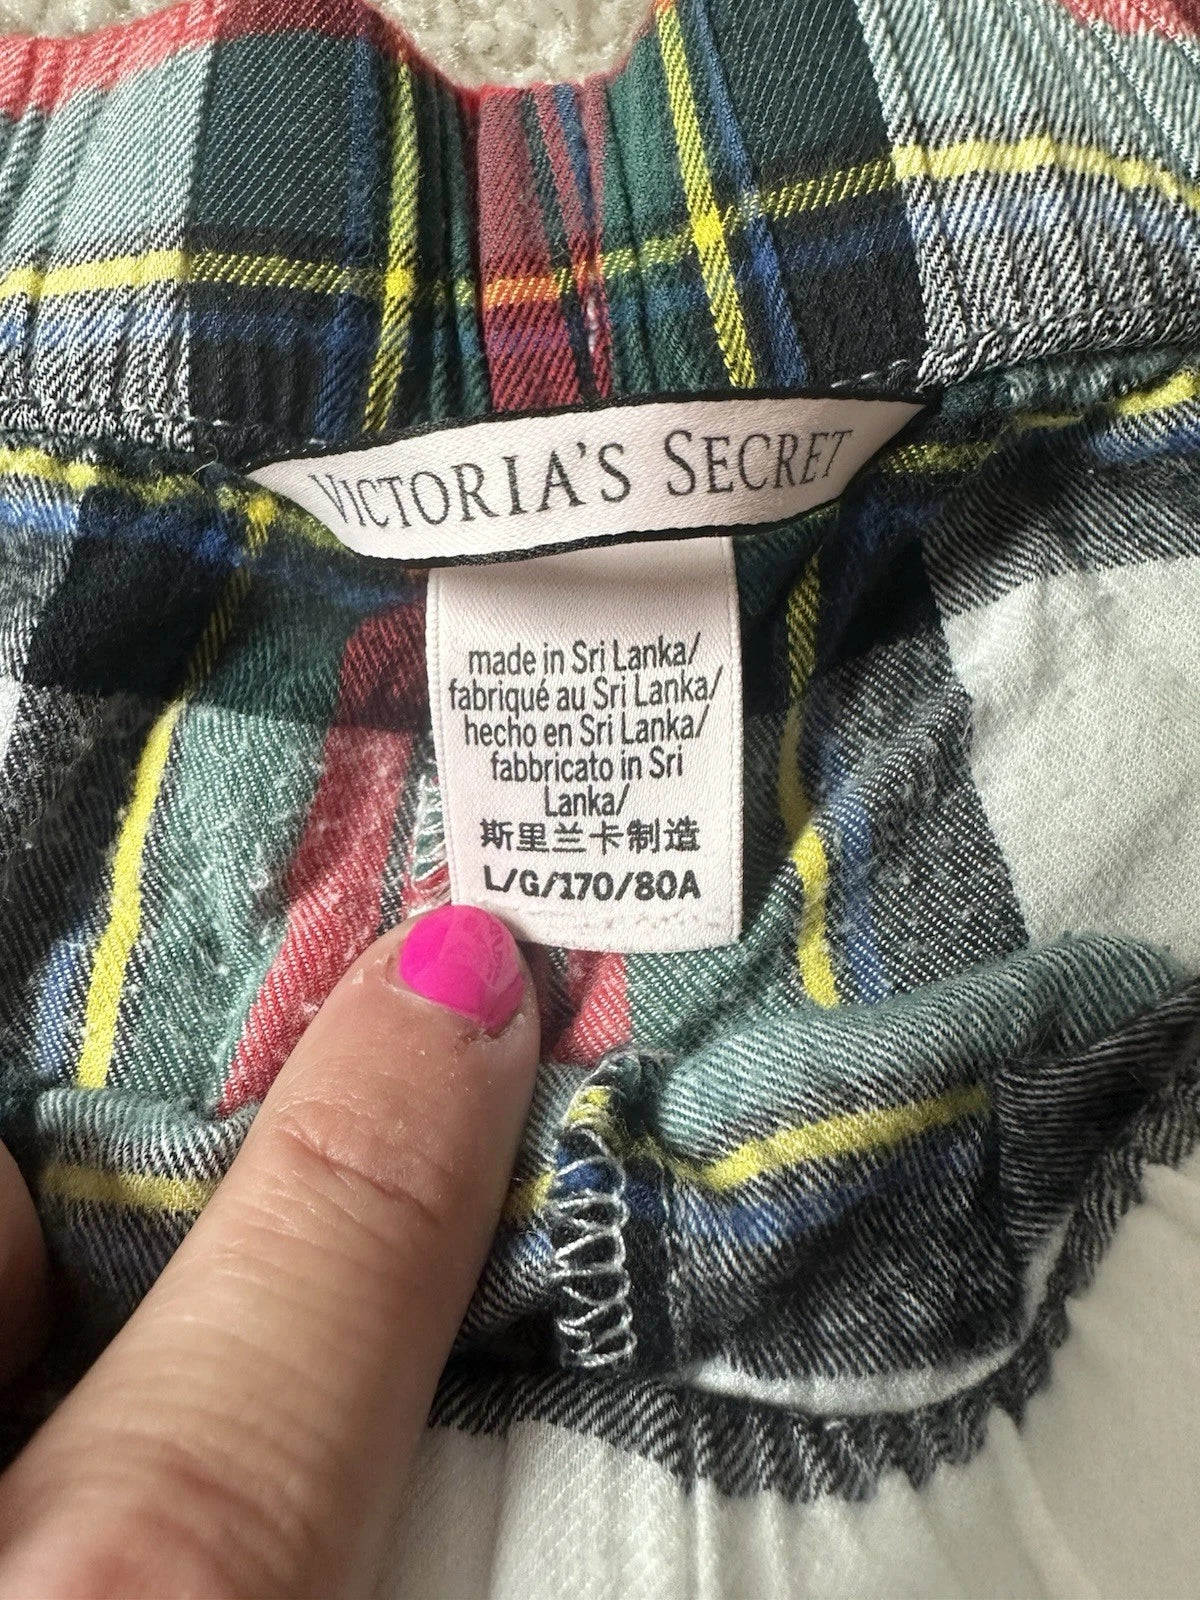 VICTORIA'S SECRET
made in Sri Lanka/
fabriqué au Sri Lanka/
hecho en Sri Lanka/
fabbricato in Sri
Lanka/
斯里兰卡制造
L/G/170/80A